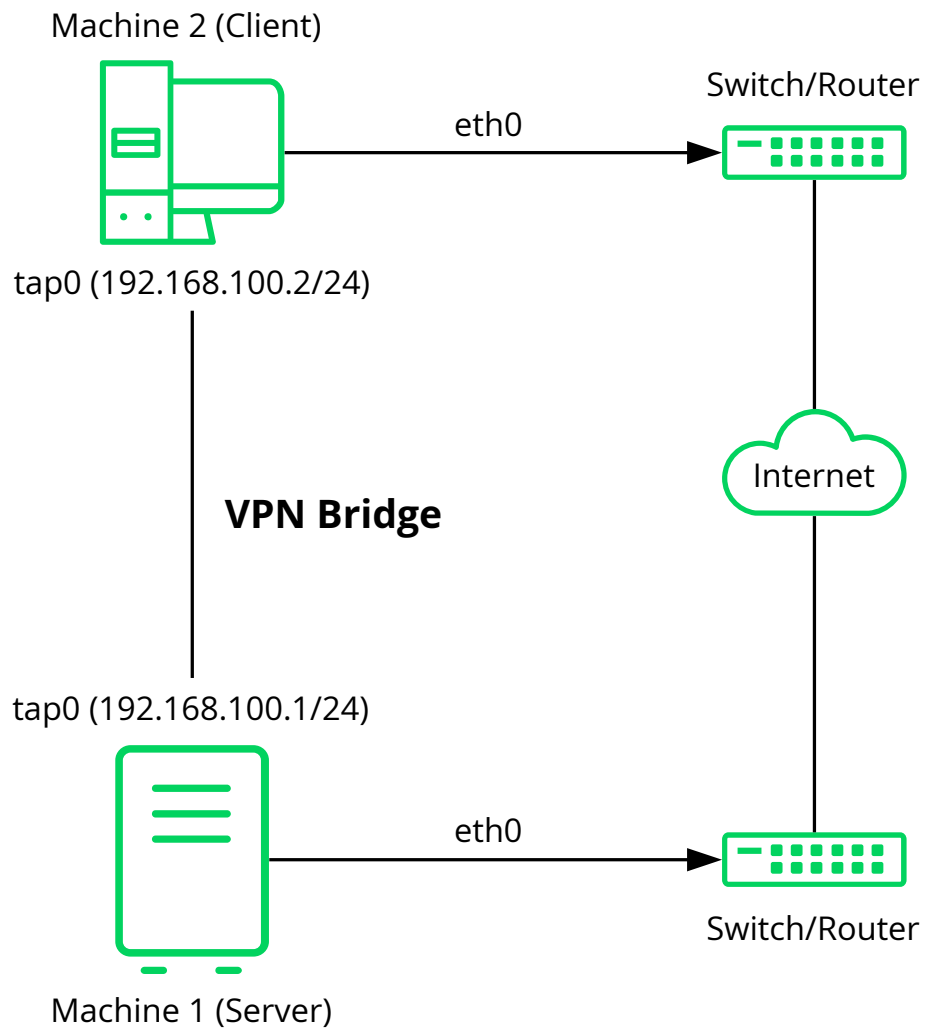 Machine 2 (Client)
Switch/Router
eth0
tap0 (192.168.100.2/24)
Internet
VPN Bridge
tap0 (192.168.100.1/24)
eth0
Switch/Router
Machine 1 (Server)